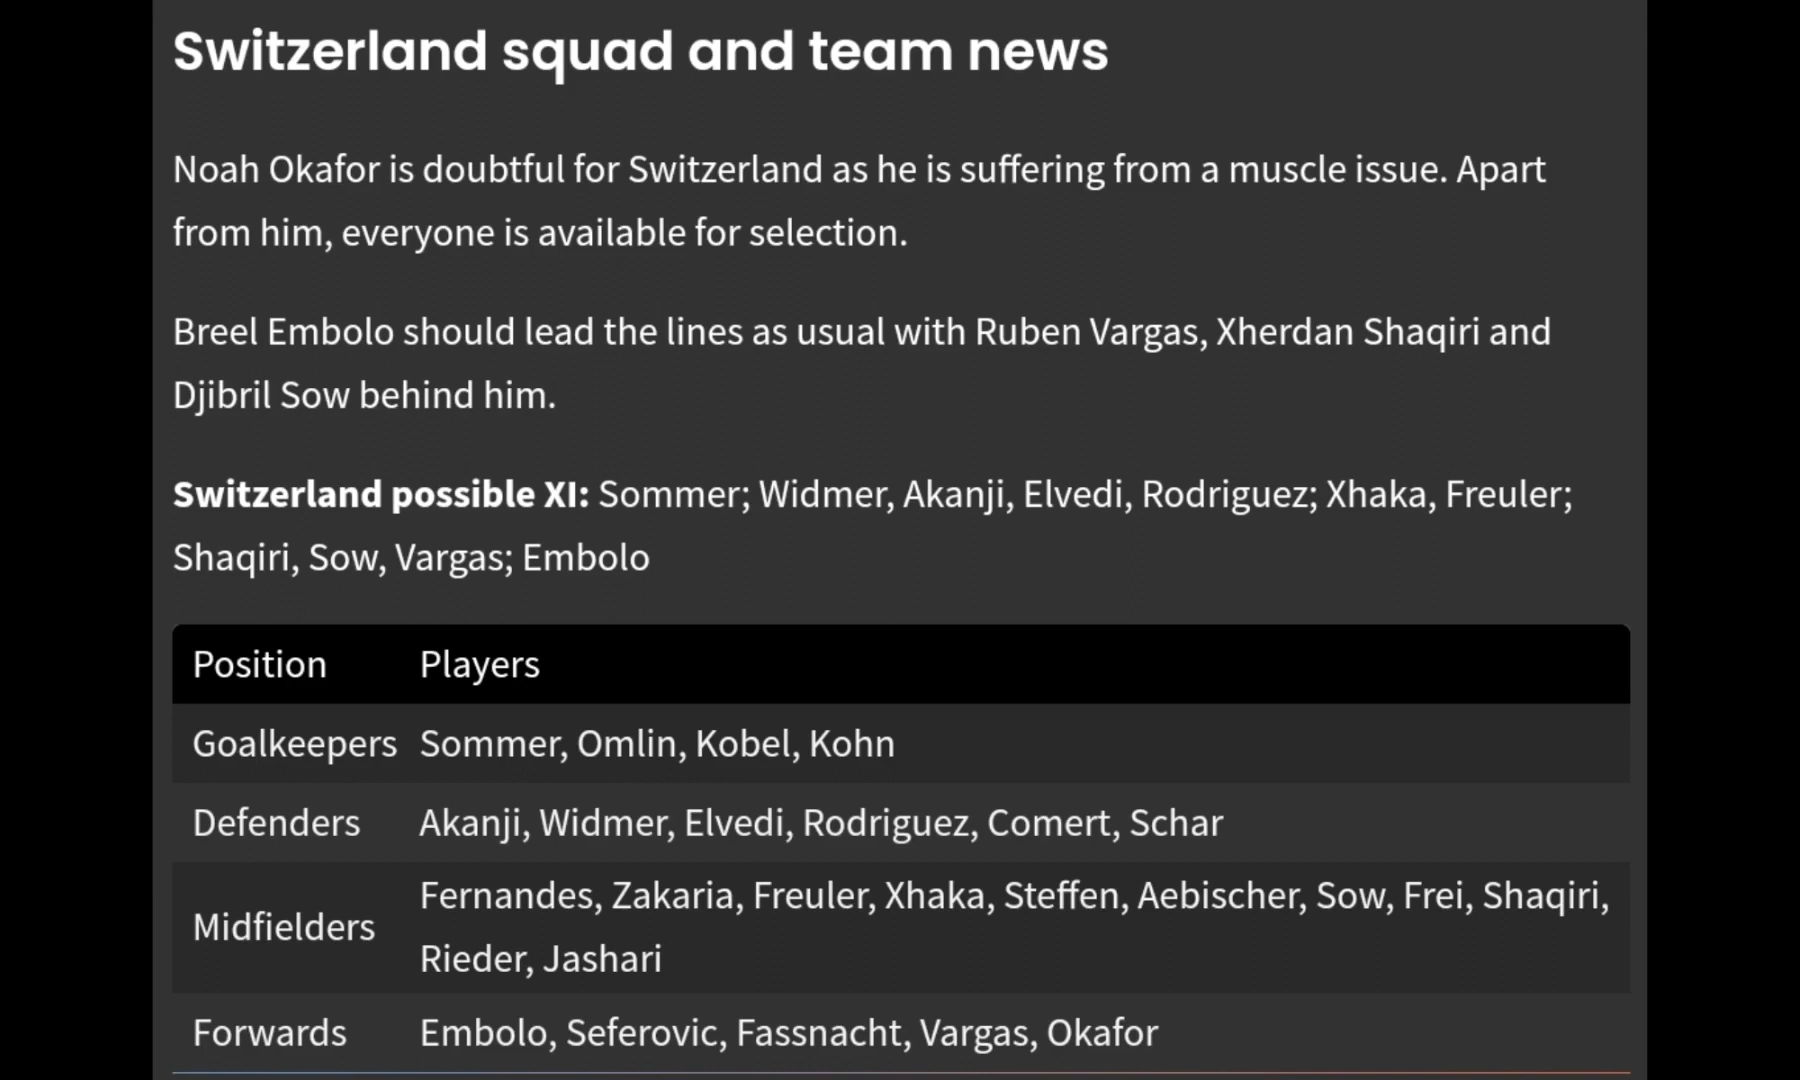 Switzerland squad and team news
Noah Okafor is doubtful for Switzerland as he is suffering from a muscle issue. Apart
from him, everyone is available for selection.
Breel Embolo should lead the lines as usual with Ruben Vargas, Xherdan Shaqiri and
Djibril Sow behind him.
Switzerland possible XI: Sommer; Widmer, Akanji, Elvedi, Rodriguez; Xhaka, Freuler;
Shaqiri, Sow, Vargas; Embolo
Position Players
Goalkeepers Sommer, Omlin, Kobel, Kohn
Defenders Akanji, Widmer, Elvedi, Rodriguez, Comert, Schar
Midfielders Fernandes, Zakaria, Freuler, Xhaka, Steffen, Aebischer, Sow, Frei, Shaqiri,
Rieder, Jashari
Forwards Embolo, Seferovic, Fassnacht, Vargas, Okafor